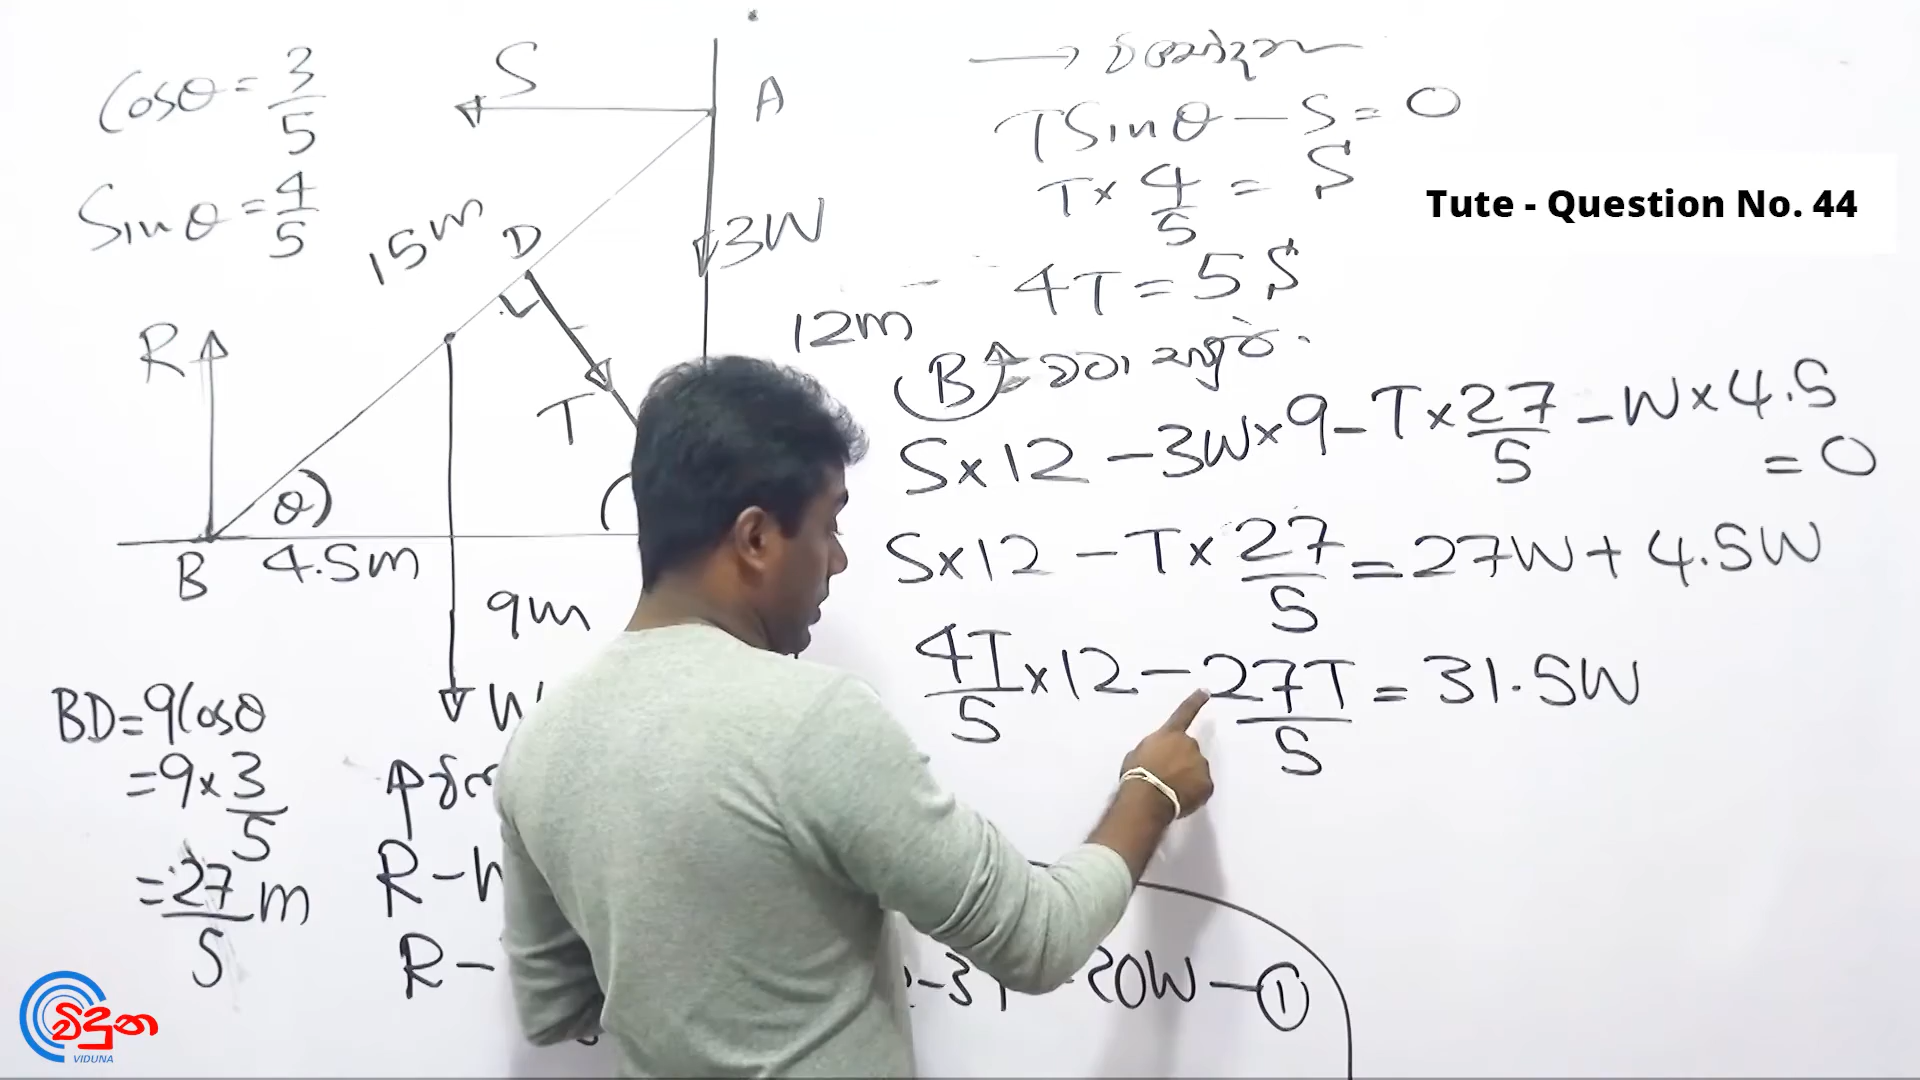 Cosθ = 3/5
Sinθ = 4/5
S
A
15m
D
3W
12m
R
T
θ
B
4.5m
9m
W
BD = 9Cosθ
= 9 × 3/5
= 27/5 m
R - W
R -
TSinθ - S = 0
T × 4/5 = S
4T = 5S
B වටා
S × 12 - 3W × 9 - T × 27/5 - W × 4.5
= 0
S × 12 - T × 27/5 = 27W + 4.5W
4T/5 × 12 - 27T/5 = 31.5W
20W - ①
Tute - Question No. 44
විදුන
VIDUNA